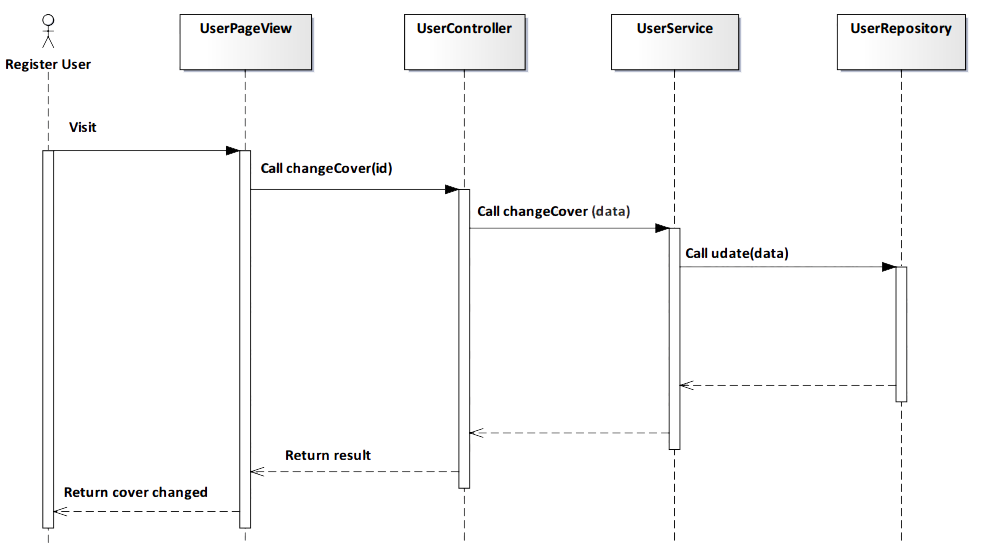 UserPageView
UserController
UserService
UserRepository
Register User
Visit
Call changeCover(id)
Call changeCover (data)
Call udate(data)
Return result
Return cover changed